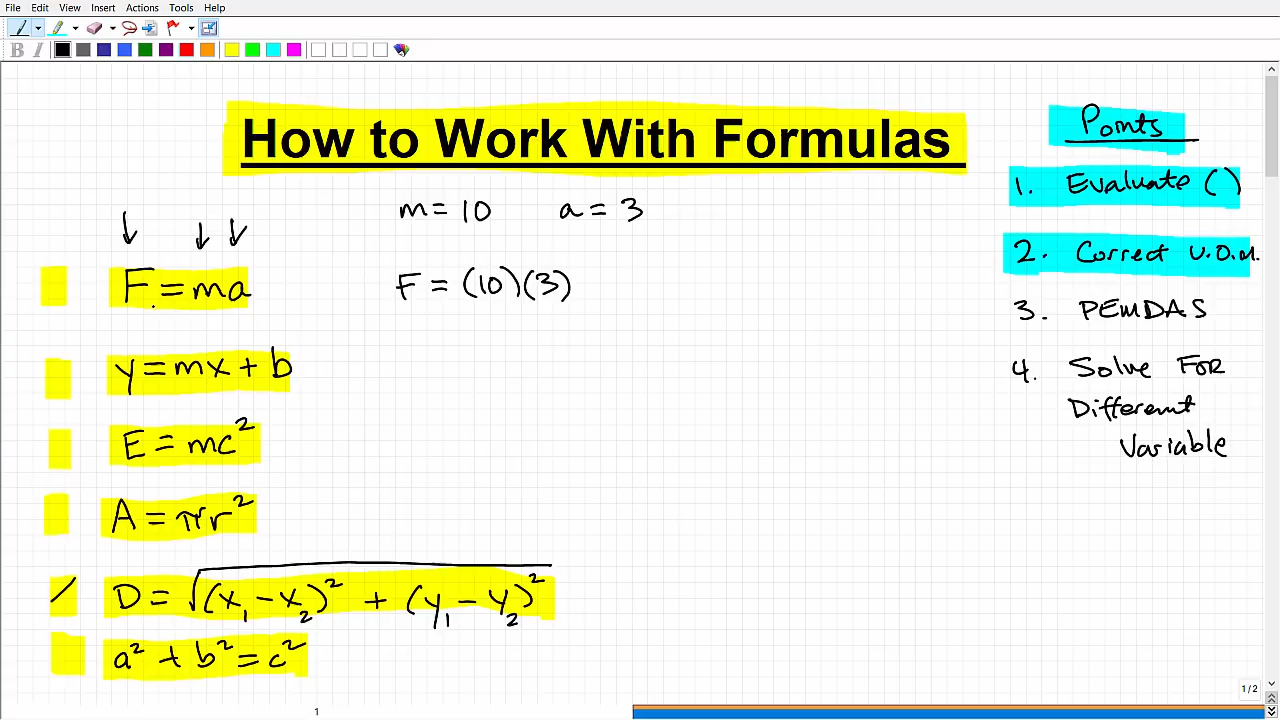 File Edit View Insert Actions Tools Help
B I
How to Work With Formulas
m = 10 a = 3
F = ma
F = (10)(3)
y = mx + b
E = mc²
A = πr²
D = √(x₁ - x₂)² + (y₁ - y₂)²
a² + b² = c²
Points
1. Evaluate ( )
2. Correct U.O.M.
3. PEMDAS
4. Solve FOR
Different
Variable
1/2
1